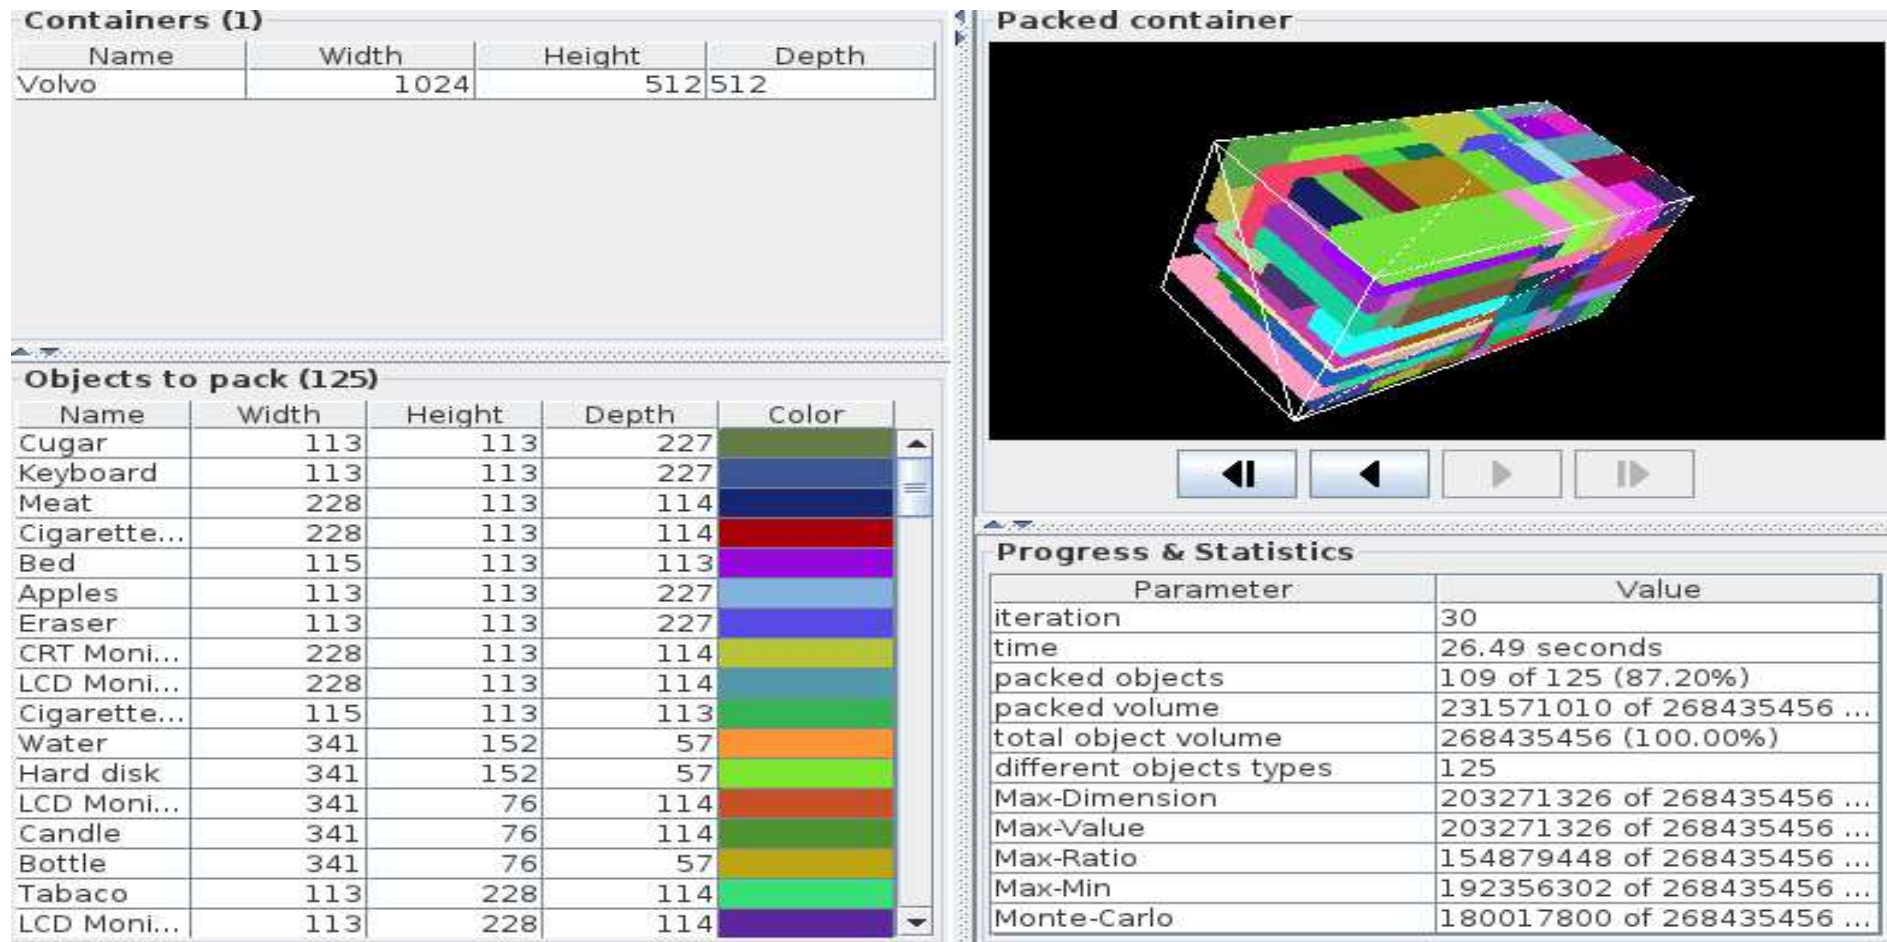 Containers (1)
Name Width Height Depth
Volvo 1024 512 512
Objects to pack (125)
Name Width Height Depth Color
Cugar 113 113 227
Keyboard 113 113 227
Meat 228 113 114
Cigarette... 228 113 114
Bed 115 113 113
Apples 113 113 227
Eraser 113 113 227
CRT Moni... 228 113 114
LCD Moni... 228 113 114
Cigarette... 115 113 113
Water 341 152 57
Hard disk 341 152 57
LCD Moni... 341 76 114
Candle 341 76 114
Bottle 341 76 57
Tabaco 113 228 114
LCD Moni... 113 228 114
Packed container
Progress & Statistics
Parameter Value
iteration 30
time 26.49 seconds
packed objects 109 of 125 (87.20%)
packed volume 231571010 of 268435456 ...
total object volume 268435456 (100.00%)
different objects types 125
Max-Dimension 203271326 of 268435456 ...
Max-Value 203271326 of 268435456 ...
Max-Ratio 154879448 of 268435456 ...
Max-Min 192356302 of 268435456 ...
Monte-Carlo 180017800 of 268435456 ...